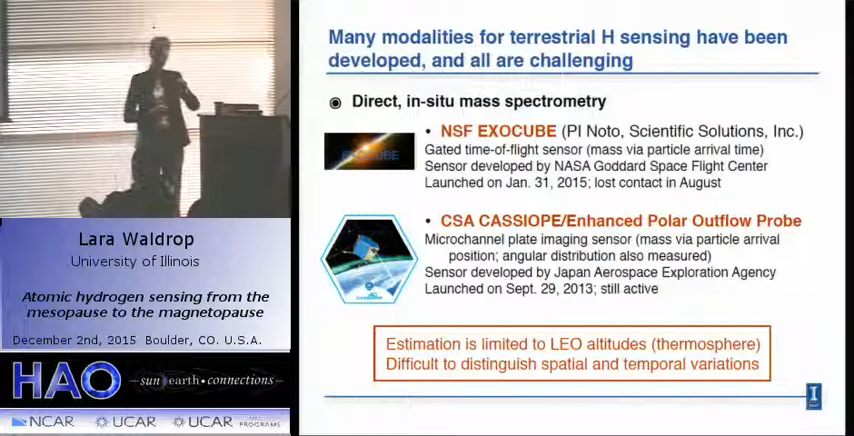 Many modalities for terrestrial H sensing have been
developed, and all are challenging
Direct, in-situ mass spectrometry
• NSF EXOCUBE (PI Noto, Scientific Solutions, Inc.)
Gated time-of-flight sensor (mass via particle arrival time)
Sensor developed by NASA Goddard Space Flight Center
Launched on Jan. 31, 2015; lost contact in August
EXOCUBE
• CSA CASSIOPE/Enhanced Polar Outflow Probe
Microchannel plate imaging sensor (mass via particle arrival
position; angular distribution also measured)
Sensor developed by Japan Aerospace Exploration Agency
Launched on Sept. 29, 2013; still active
Estimation is limited to LEO altitudes (thermosphere)
Difficult to distinguish spatial and temporal variations
I
Lara Waldrop
University of Illinois
Atomic hydrogen sensing from the
mesopause to the magnetopause
December 2nd, 2015 Boulder, CO. U.S.A.
HAO —sun earth•connections—
NCAR UCAR UCAR PROGRAMS